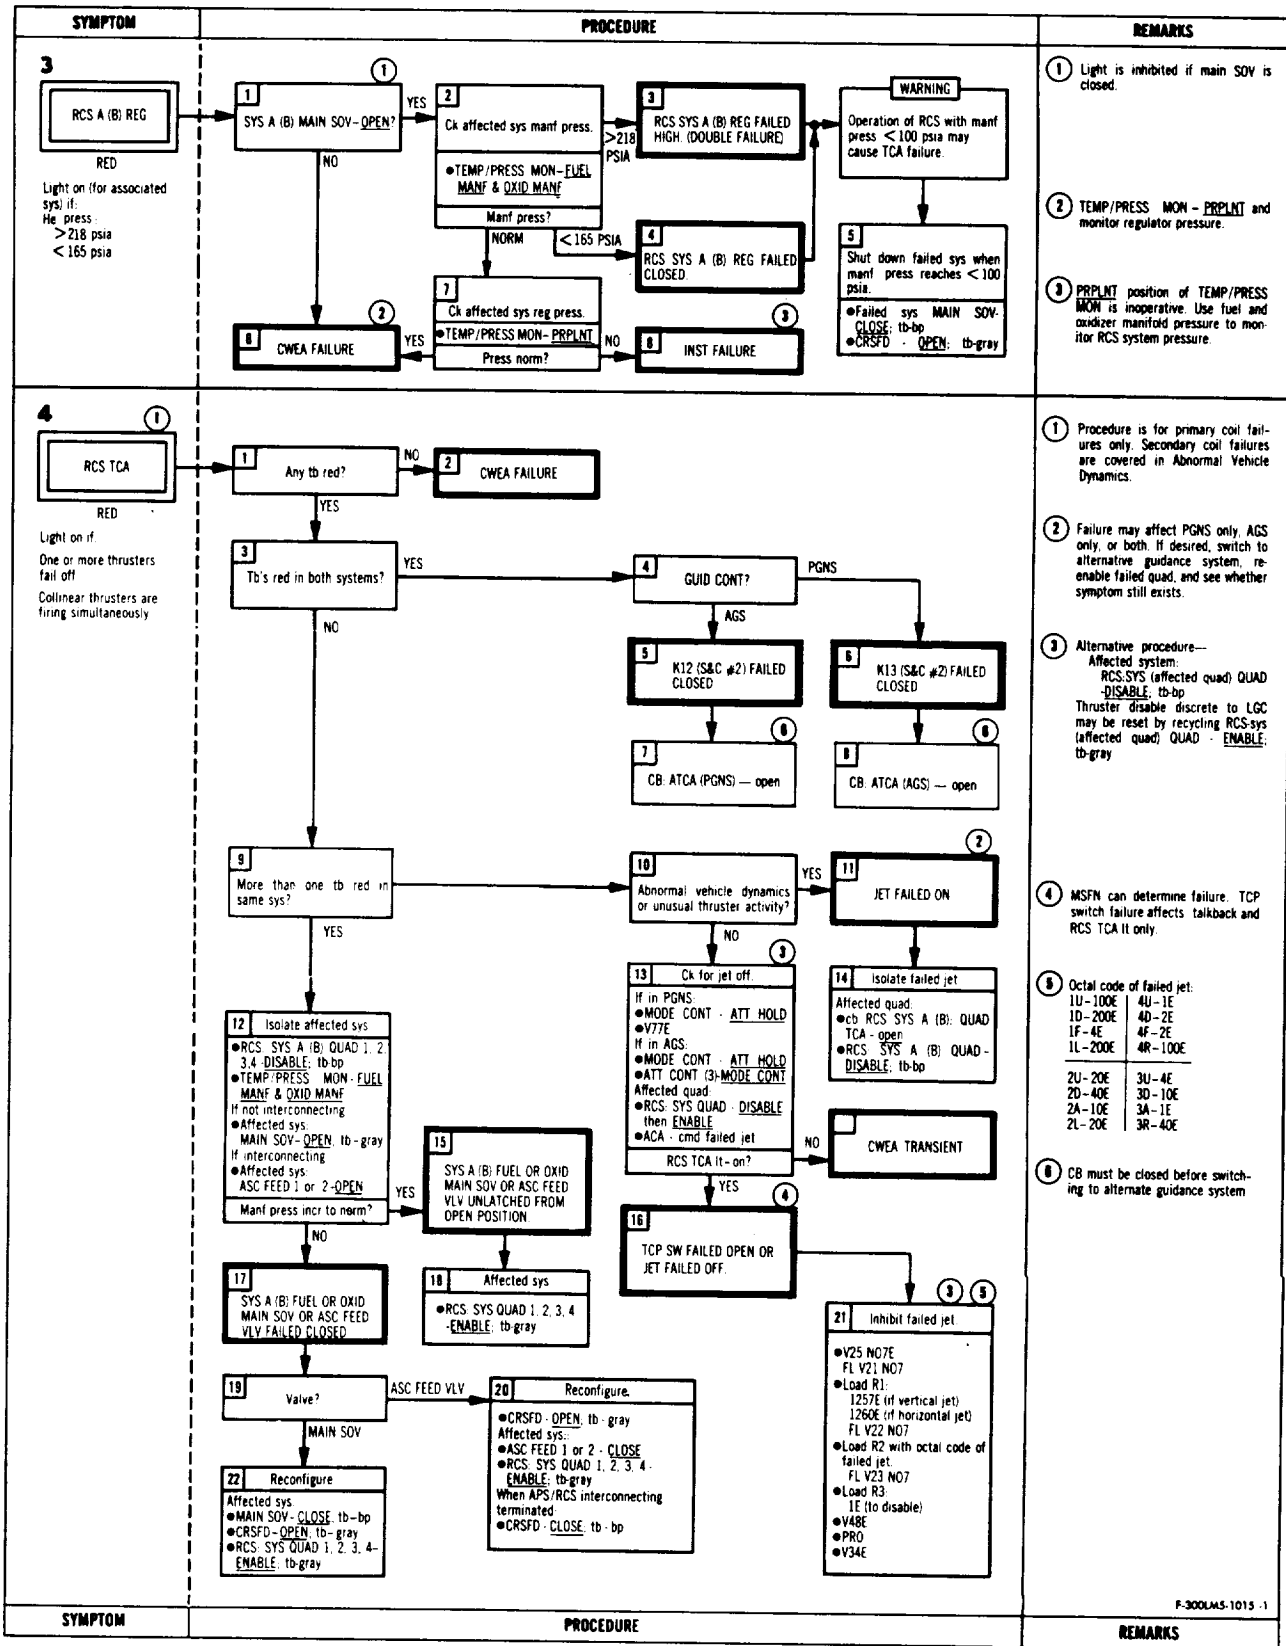 SYMPTOM
PROCEDURE
REMARKS
3
RCS A (B) REG
RED
Light on (for associated
sys) if:
He press:
>218 psia
<165 psia
1
1
SYS A (B) MAIN SOV-OPEN?
YES
NO
2
Ck affected sys manf press.
●TEMP/PRESS MON-FUEL
MANF & OXID MANF
Manf press?
>218
PSIA
NORM
<165 PSIA
3
RCS SYS A (B) REG FAILED
HIGH. (DOUBLE FAILURE)
4
RCS SYS A (B) REG FAILED
CLOSED.
WARNING
Operation of RCS with manf
press <100 psia may
cause TCA failure.
5
Shut down failed sys when
manf press reaches <100
psia.
●Failed sys MAIN SOV-
CLOSE; tb-bp
●CRSFD - OPEN; tb-gray
7
Ck affected sys reg press.
●TEMP/PRESS MON-PRPLNT
Press norm?
YES
NO
2
8
CWEA FAILURE
3
6
INST FAILURE
1 Light is inhibited if main SOV is
closed.
2 TEMP/PRESS MON - PRPLNT and
monitor regulator pressure.
3 PRPLNT position of TEMP/PRESS
MON is inoperative. Use fuel and
oxidizer manifold pressure to mon-
itor RCS system pressure.
4
1
RCS TCA
RED
Light on if:
One or more thrusters
fail off
Collinear thrusters are
firing simultaneously
1
Any tb red?
NO
YES
2
CWEA FAILURE
3
Tb's red in both systems?
YES
NO
4
GUID CONT?
PGNS
AGS
5
K12 (S&C #2) FAILED
CLOSED
6
K13 (S&C #2) FAILED
CLOSED
6
7
CB: ATCA (PGNS) — open
6
8
CB: ATCA (AGS) — open
9
More than one tb red in
same sys?
YES
10
Abnormal vehicle dynamics
or unusual thruster activity?
YES
NO
2
11
JET FAILED ON
3
13 Ck for jet off.
If in PGNS:
●MODE CONT - ATT HOLD
●V77E
If in AGS:
●MODE CONT - ATT HOLD
●ATT CONT (3)-MODE CONT
Affected quad:
●RCS: SYS QUAD - DISABLE
then ENABLE
●ACA - cmd failed jet
RCS TCA lt-on?
NO
YES
14 Isolate failed jet
Affected quad:
●cb RCS SYS A (B): QUAD
TCA - open
●RCS SYS A (B) QUAD -
DISABLE; tb-bp
CWEA TRANSIENT
12 Isolate affected sys
●RCS: SYS A (B) QUAD 1, 2,
3,4 -DISABLE; tb-bp
●TEMP/PRESS MON - FUEL
MANF & OXID MANF
If not interconnecting
●Affected sys:
MAIN SOV-OPEN; tb-gray
If interconnecting
●Affected sys:
ASC FEED 1 or 2-OPEN
Manf press incr to norm?
YES
NO
15
SYS A (B) FUEL OR OXID
MAIN SOV OR ASC FEED
VLV UNLATCHED FROM
OPEN POSITION.
4
16
TCP SW FAILED OPEN OR
JET FAILED OFF.
17
SYS A (B) FUEL OR OXID
MAIN SOV OR ASC FEED
VLV FAILED CLOSED
18 Affected sys
●RCS: SYS QUAD 1, 2, 3, 4
-ENABLE; tb-gray
19
Valve?
ASC FEED VLV
MAIN SOV
20 Reconfigure.
●CRSFD - OPEN; tb - gray
Affected sys:
●ASC FEED 1 or 2 - CLOSE
●RCS: SYS QUAD 1, 2, 3, 4 -
ENABLE; tb-gray
When APS/RCS interconnecting
terminated:
●CRSFD - CLOSE; tb - bp
3 5
21 Inhibit failed jet
●V25 NO7E
FL V21 NO7
●Load R1:
1257E (if vertical jet)
1260E (if horizontal jet)
FL V22 NO7
●Load R2 with octal code of
failed jet.
FL V23 NO7
●Load R3:
1E (to disable)
●V48E
●PRO
●V34E
22 Reconfigure
Affected sys:
●MAIN SOV-CLOSE; tb-bp
●CRSFD-OPEN; tb-gray
●RCS: SYS QUAD 1, 2, 3, 4-
ENABLE; tb-gray
1 Procedure is for primary coil fail-
ures only. Secondary coil failures
are covered in Abnormal Vehicle
Dynamics.
2 Failure may affect PGNS only, AGS
only, or both. If desired, switch to
alternative guidance system, re-
enable failed quad, and see whether
symptom still exists.
3 Alternative procedure—
Affected system:
RCS:SYS (affected quad) QUAD
-DISABLE; tb-bp
Thruster disable discrete to LGC
may be reset by recycling RCS-sys
(affected quad) QUAD - ENABLE;
tb-gray
4 MSFN can determine failure. TCP
switch failure affects talkback and
RCS TCA lt only.
5 Octal code of failed jet:
1U-100E 4U-1E
1D-200E 4D-2E
1F-4E 4F-2E
1L-200E 4R-100E
2U-20E 3U-4E
2D-40E 3D-10E
2A-10E 3A-1E
2L-20E 3R-40E
6 CB must be closed before switch-
ing to alternate guidance system
F-300LM5-1015 -1
SYMPTOM
PROCEDURE
REMARKS